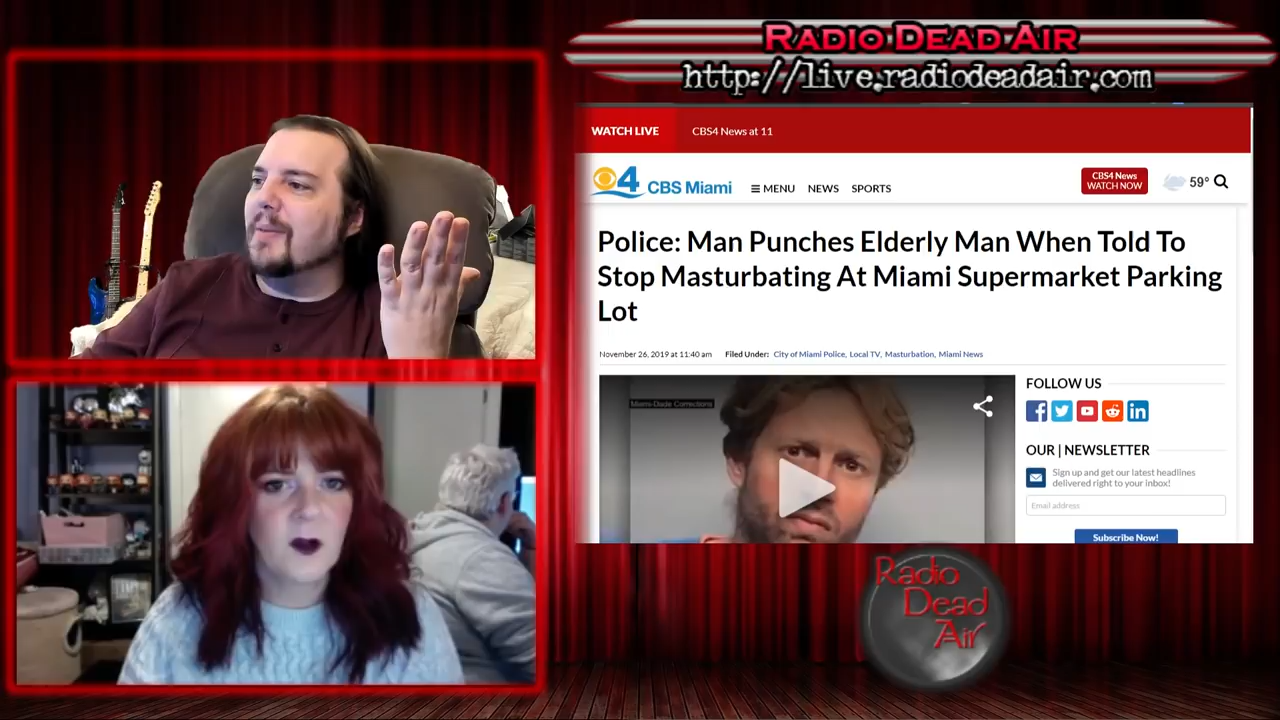 Radio Dead Air
http://live.radiodeadair.com
WATCH LIVE
CBS4 News at 11
4 CBS Miami
MENU NEWS SPORTS
CBS4 News
WATCH NOW
59°
Police: Man Punches Elderly Man When Told To
Stop Masturbating At Miami Supermarket Parking
Lot
November 26, 2019 at 11:40 am Filed Under: City of Miami Police, Local TV, Masturbation, Miami News
Miami-Dade Corrections
FOLLOW US
OUR | NEWSLETTER
Sign up and get our latest headlines
delivered right to your inbox!
Email address
Subscribe Now!
Radio
Dead
Air